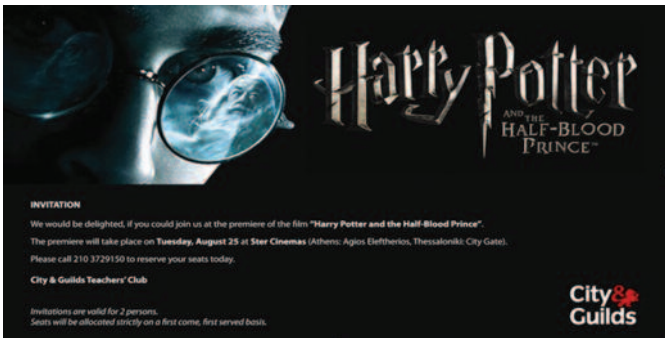 Harry Potter
AND THE
HALF-BLOOD
PRINCE™
INVITATION
We would be delighted, if you could join us at the premiere of the film "Harry Potter and the Half-Blood Prince".
The premiere will take place on Tuesday, August 25 at Ster Cinemas (Athens: Agios Eleftherios, Thessaloniki: City Gate).
Please call 210 3729150 to reserve your seats today.
City & Guilds Teachers' Club
Invitations are valid for 2 persons.
Seats will be allocated strictly on a first come, first served basis.
City&
Guilds